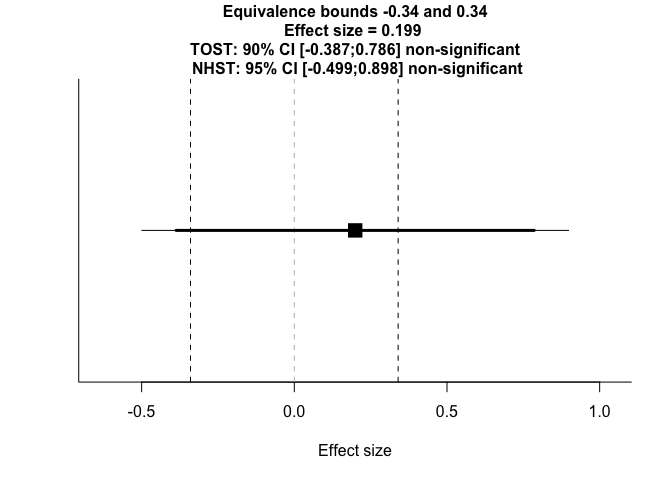 Equivalence bounds -0.34 and 0.34
Effect size = 0.199
TOST: 90% CI [-0.387;0.786] non-significant
NHST: 95% CI [-0.499;0.898] non-significant
-0.5 0.0 0.5 1.0
Effect size